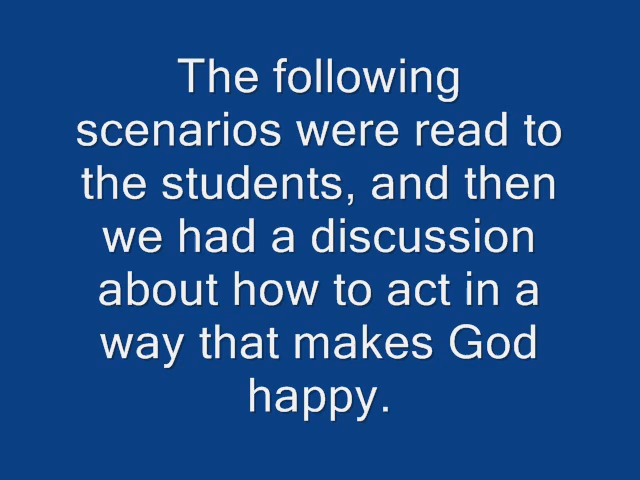 The following
scenarios were read to
the students, and then
we had a discussion
about how to act in a
way that makes God
happy.